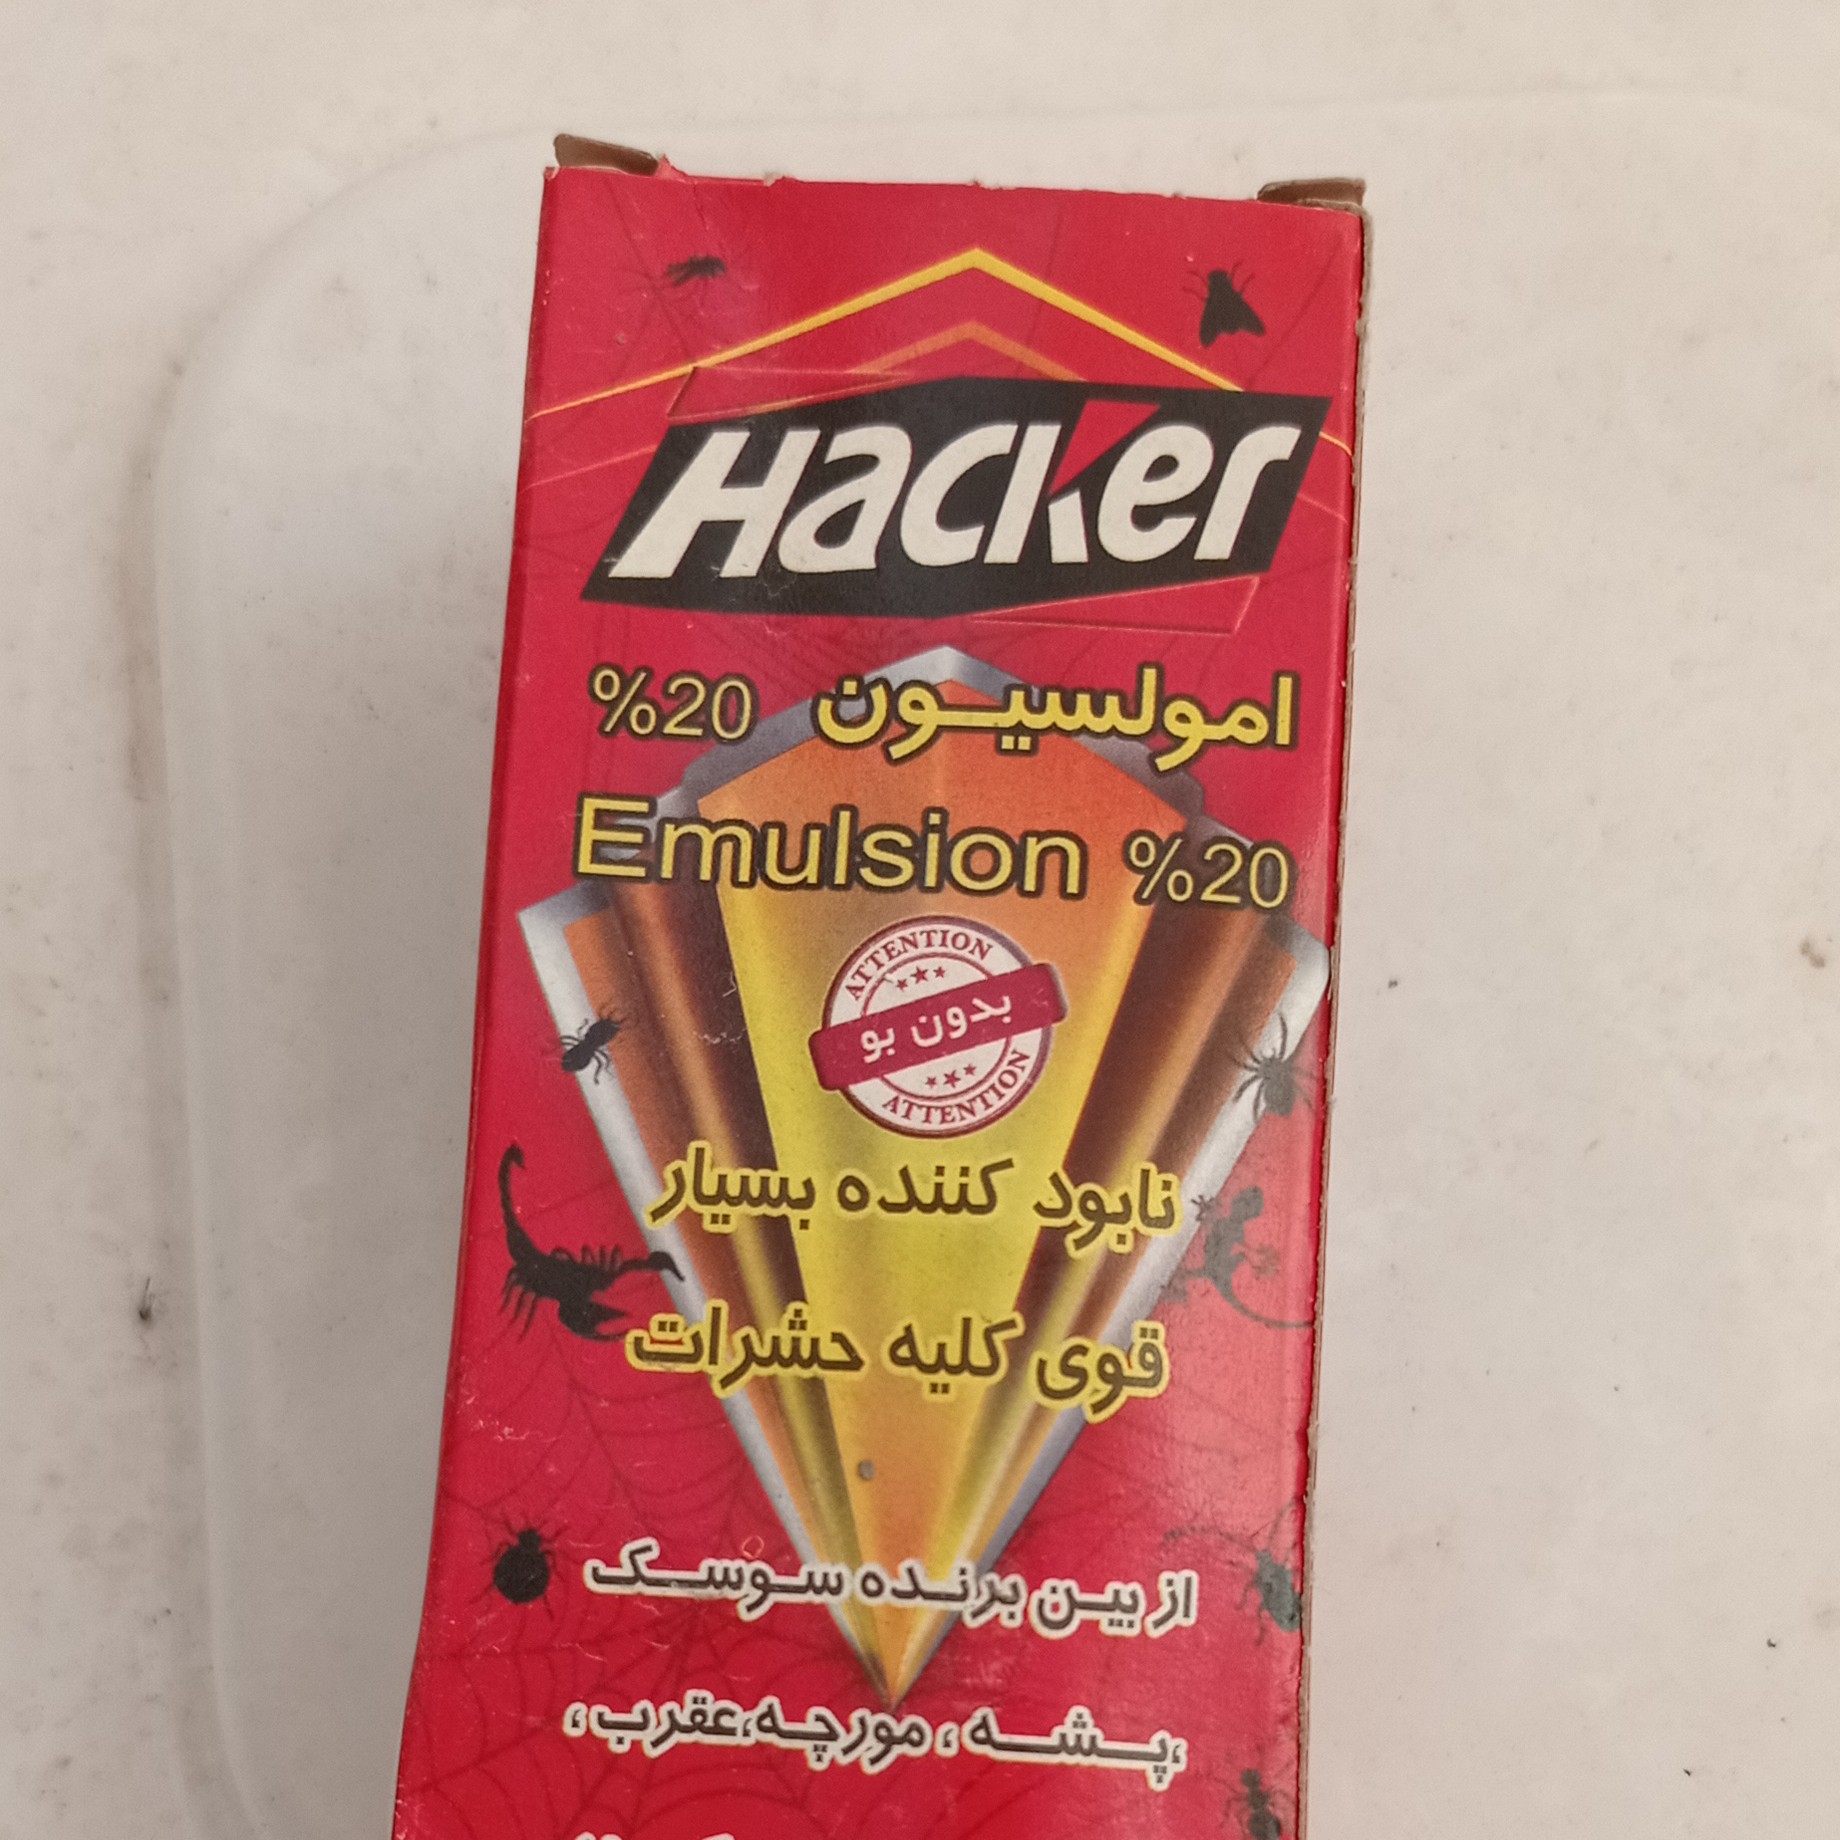 Hacker
امولسیون 20%
Emulsion %20
ATTENTION
بدون بو
ATTENTION
نابود کننده بسیار
قوی کلیه حشرات
از بین برنده سوسک
،پشه ، مورچه،عقرب ،